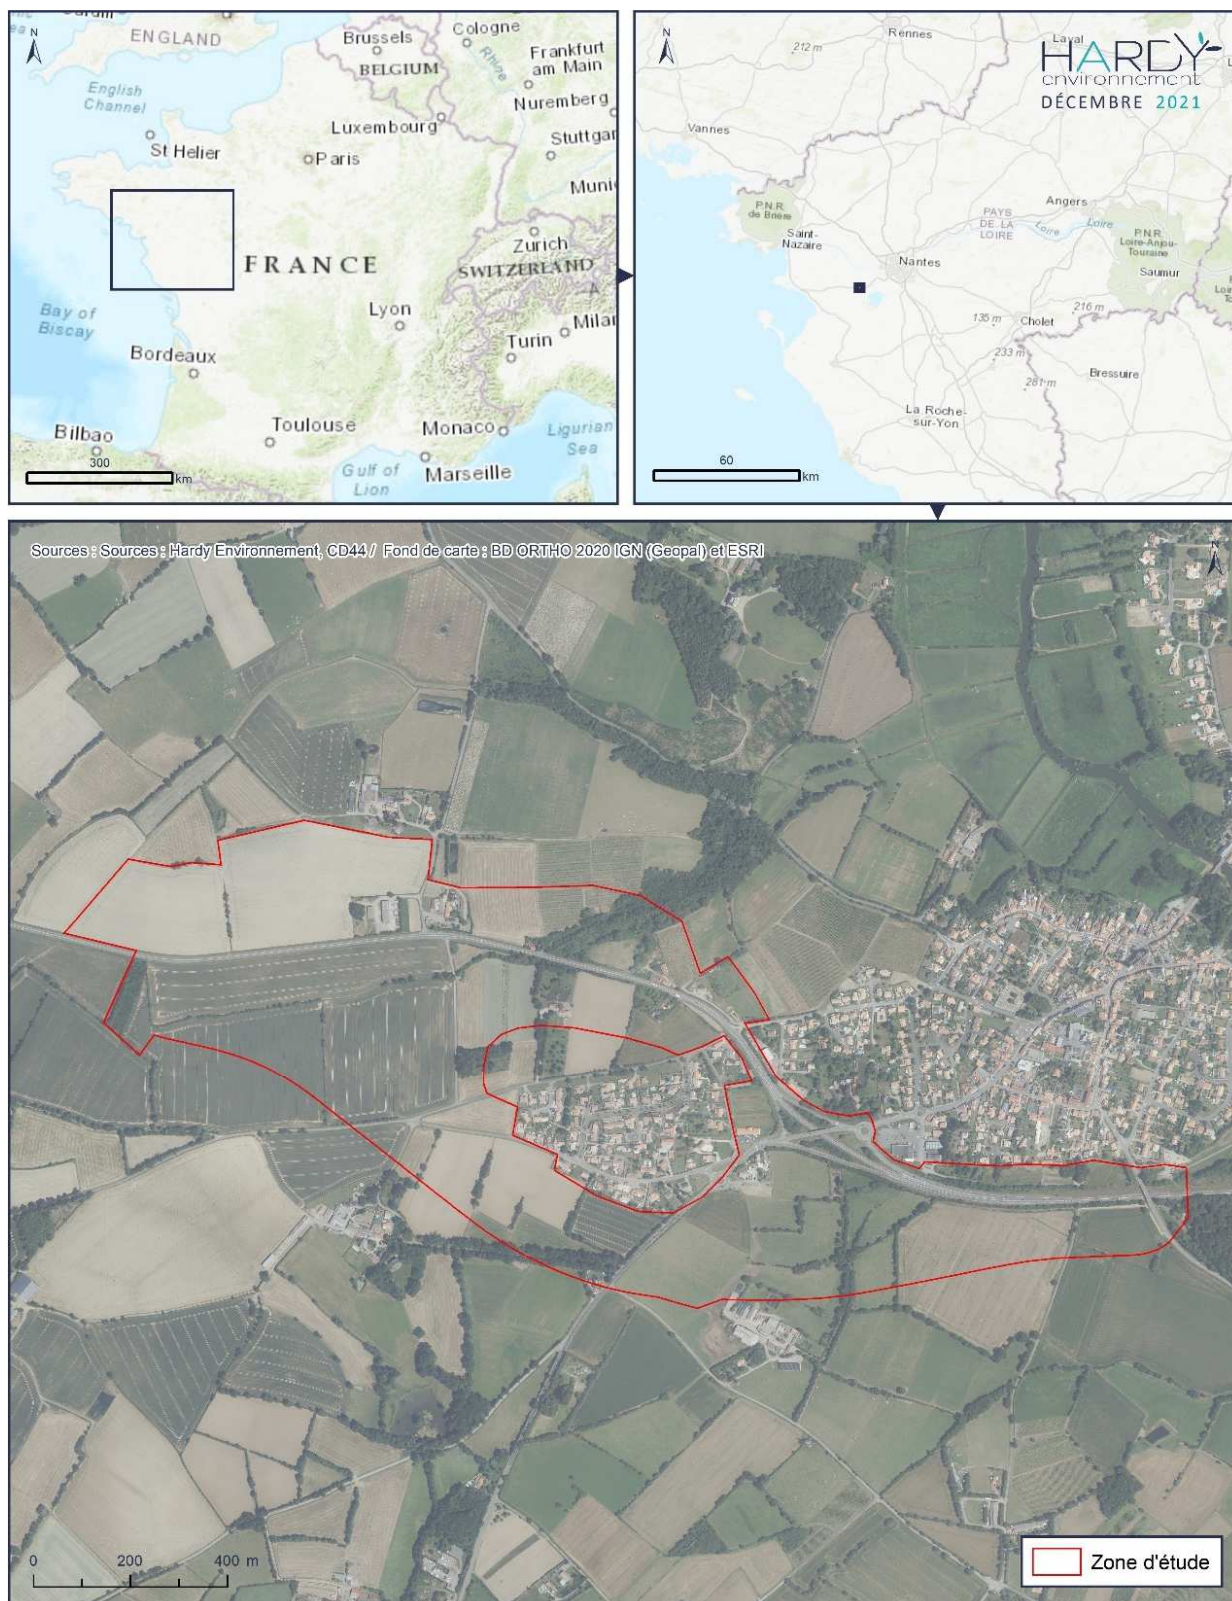 N
ENGLAND
English
Channel
St Helier
Brussels
BELGIUM
Cologne
Rhine
Frankfurt
am Main
Nuremberg
Luxembourg
Stuttgar
Paris
Muni
Zurich
SWITZERLAND
FRANCE
Bay of
Biscay
Lyon
Milar
Turin
Bordeaux
Toulouse
Monaco
Ligurian
Sea
Bilbao
Gulf of
Lion
Marseille
300
km
N
Rennes
212 m
Laval
HARDY
environnement
DÉCEMBRE 2021
Vannes
P.N.R.
de Brière
Saint-
Nazaire
PAYS
DE LA
LOIRE
Angers
Loire
Loire
P.N.R.
Loire-Anjou-
Touraine
Saumur
Nantes
216 m
135 m
Cholet
233 m
281 m
Bressuire
La Roche-
sur-Yon
60
km
Sources : Sources : Hardy Environnement, CD44 / Fond de carte : BD ORTHO 2020 IGN (Geopal) et ESRI
N
0 200 400 m
Zone d'étude